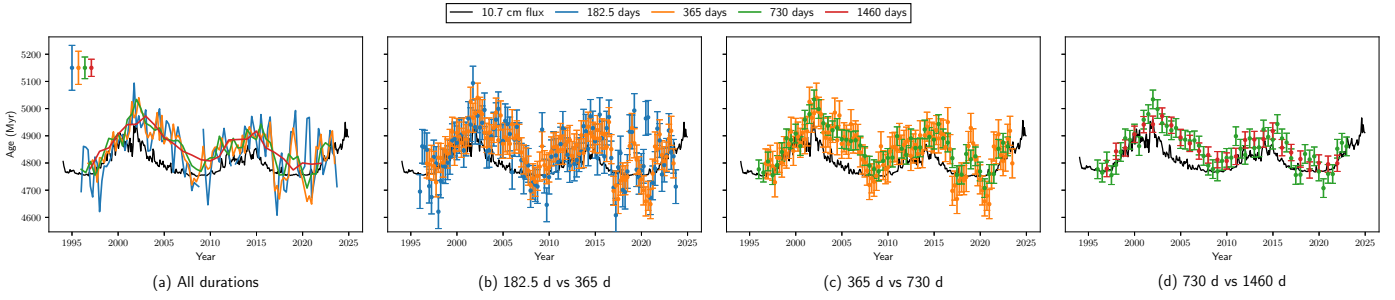 10.7 cm flux 182.5 days 365 days 730 days 1460 days
Age (Myr)
5200
5100
5000
4900
4800
4700
4600
1995 2000 2005 2010 2015 2020 2025
Year
(a) All durations
1995 2000 2005 2010 2015 2020 2025
Year
(b) 182.5 d vs 365 d
1995 2000 2005 2010 2015 2020 2025
Year
(c) 365 d vs 730 d
1995 2000 2005 2010 2015 2020 2025
Year
(d) 730 d vs 1460 d